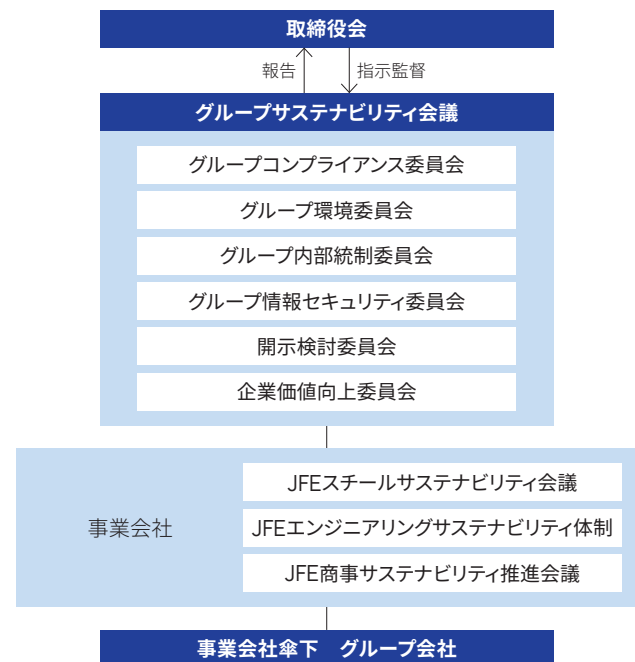 取締役会
報告
指示監督
グループサステナビリティ会議
グループコンプライアンス委員会
グループ環境委員会
グループ内部統制委員会
グループ情報セキュリティ委員会
開示検討委員会
企業価値向上委員会
事業会社
JFEスチールサステナビリティ会議
JFEエンジニアリングサステナビリティ体制
JFE商事サステナビリティ推進会議
事業会社傘下　グループ会社